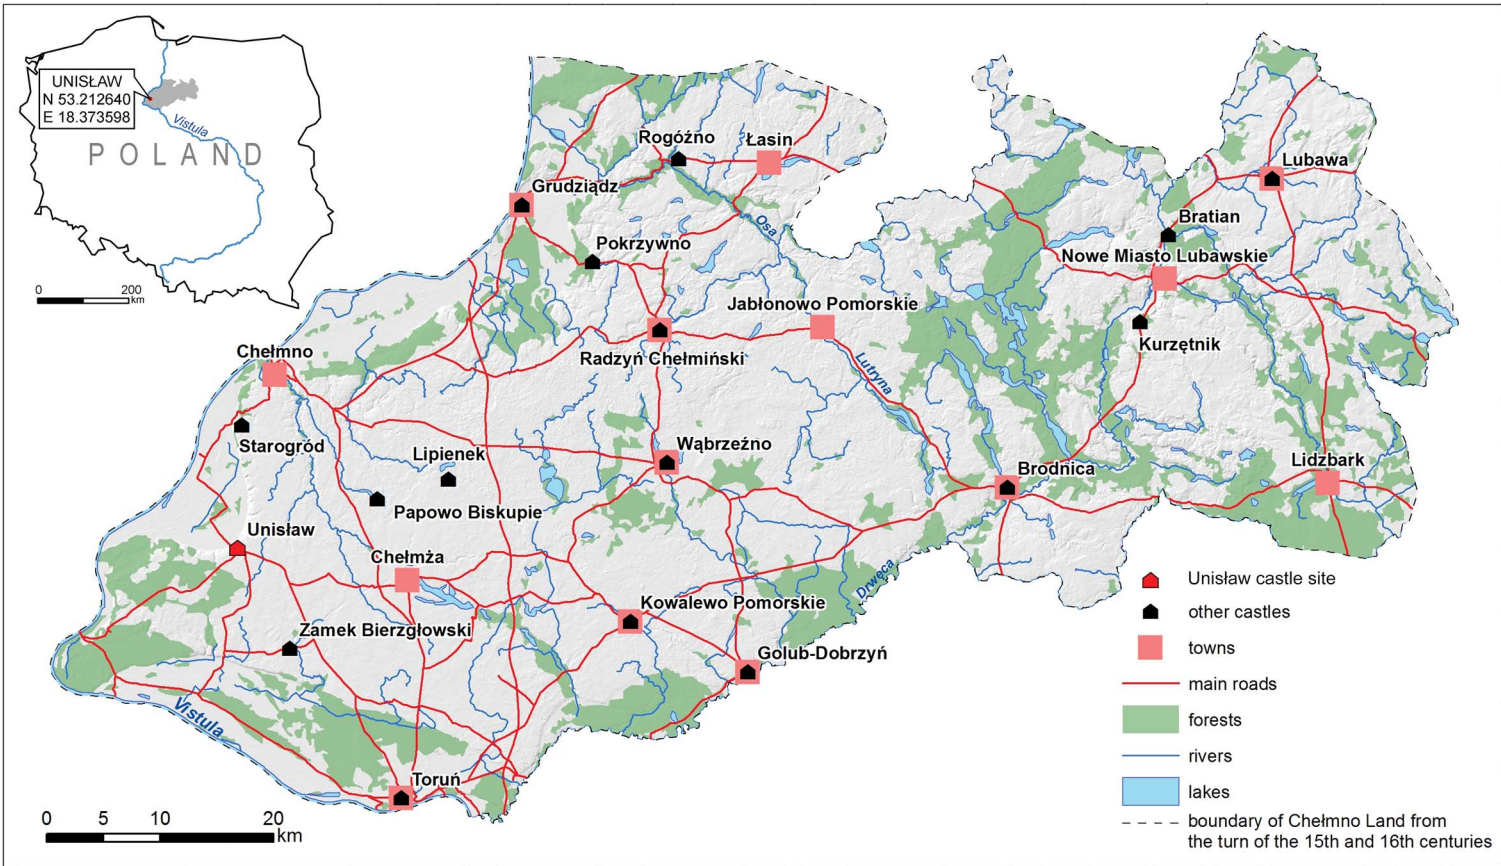 UNISŁAW
N 53.212640
E 18.373598
Vistula
POLAND
0 200
km
Rogóźno
Łasin
Grudziądz
Lubawa
Osa
Bratian
Pokrzywno
Nowe Miasto Lubawskie
Jabłonowo Pomorskie
Kurzętnik
Radzyń Chełmiński
Chełmno
Lutryna
Starogród
Lipienek
Wąbrzeźno
Brodnica
Lidzbark
Papowo Biskupie
Unisław
Chełmża
Drwęca
Kowalewo Pomorskie
Zamek Bierzgłowski
Golub-Dobrzyń
Vistula
Toruń
0 5 10 20
km
Unisław castle site
other castles
towns
main roads
forests
rivers
lakes
boundary of Chełmno Land from
the turn of the 15th and 16th centuries